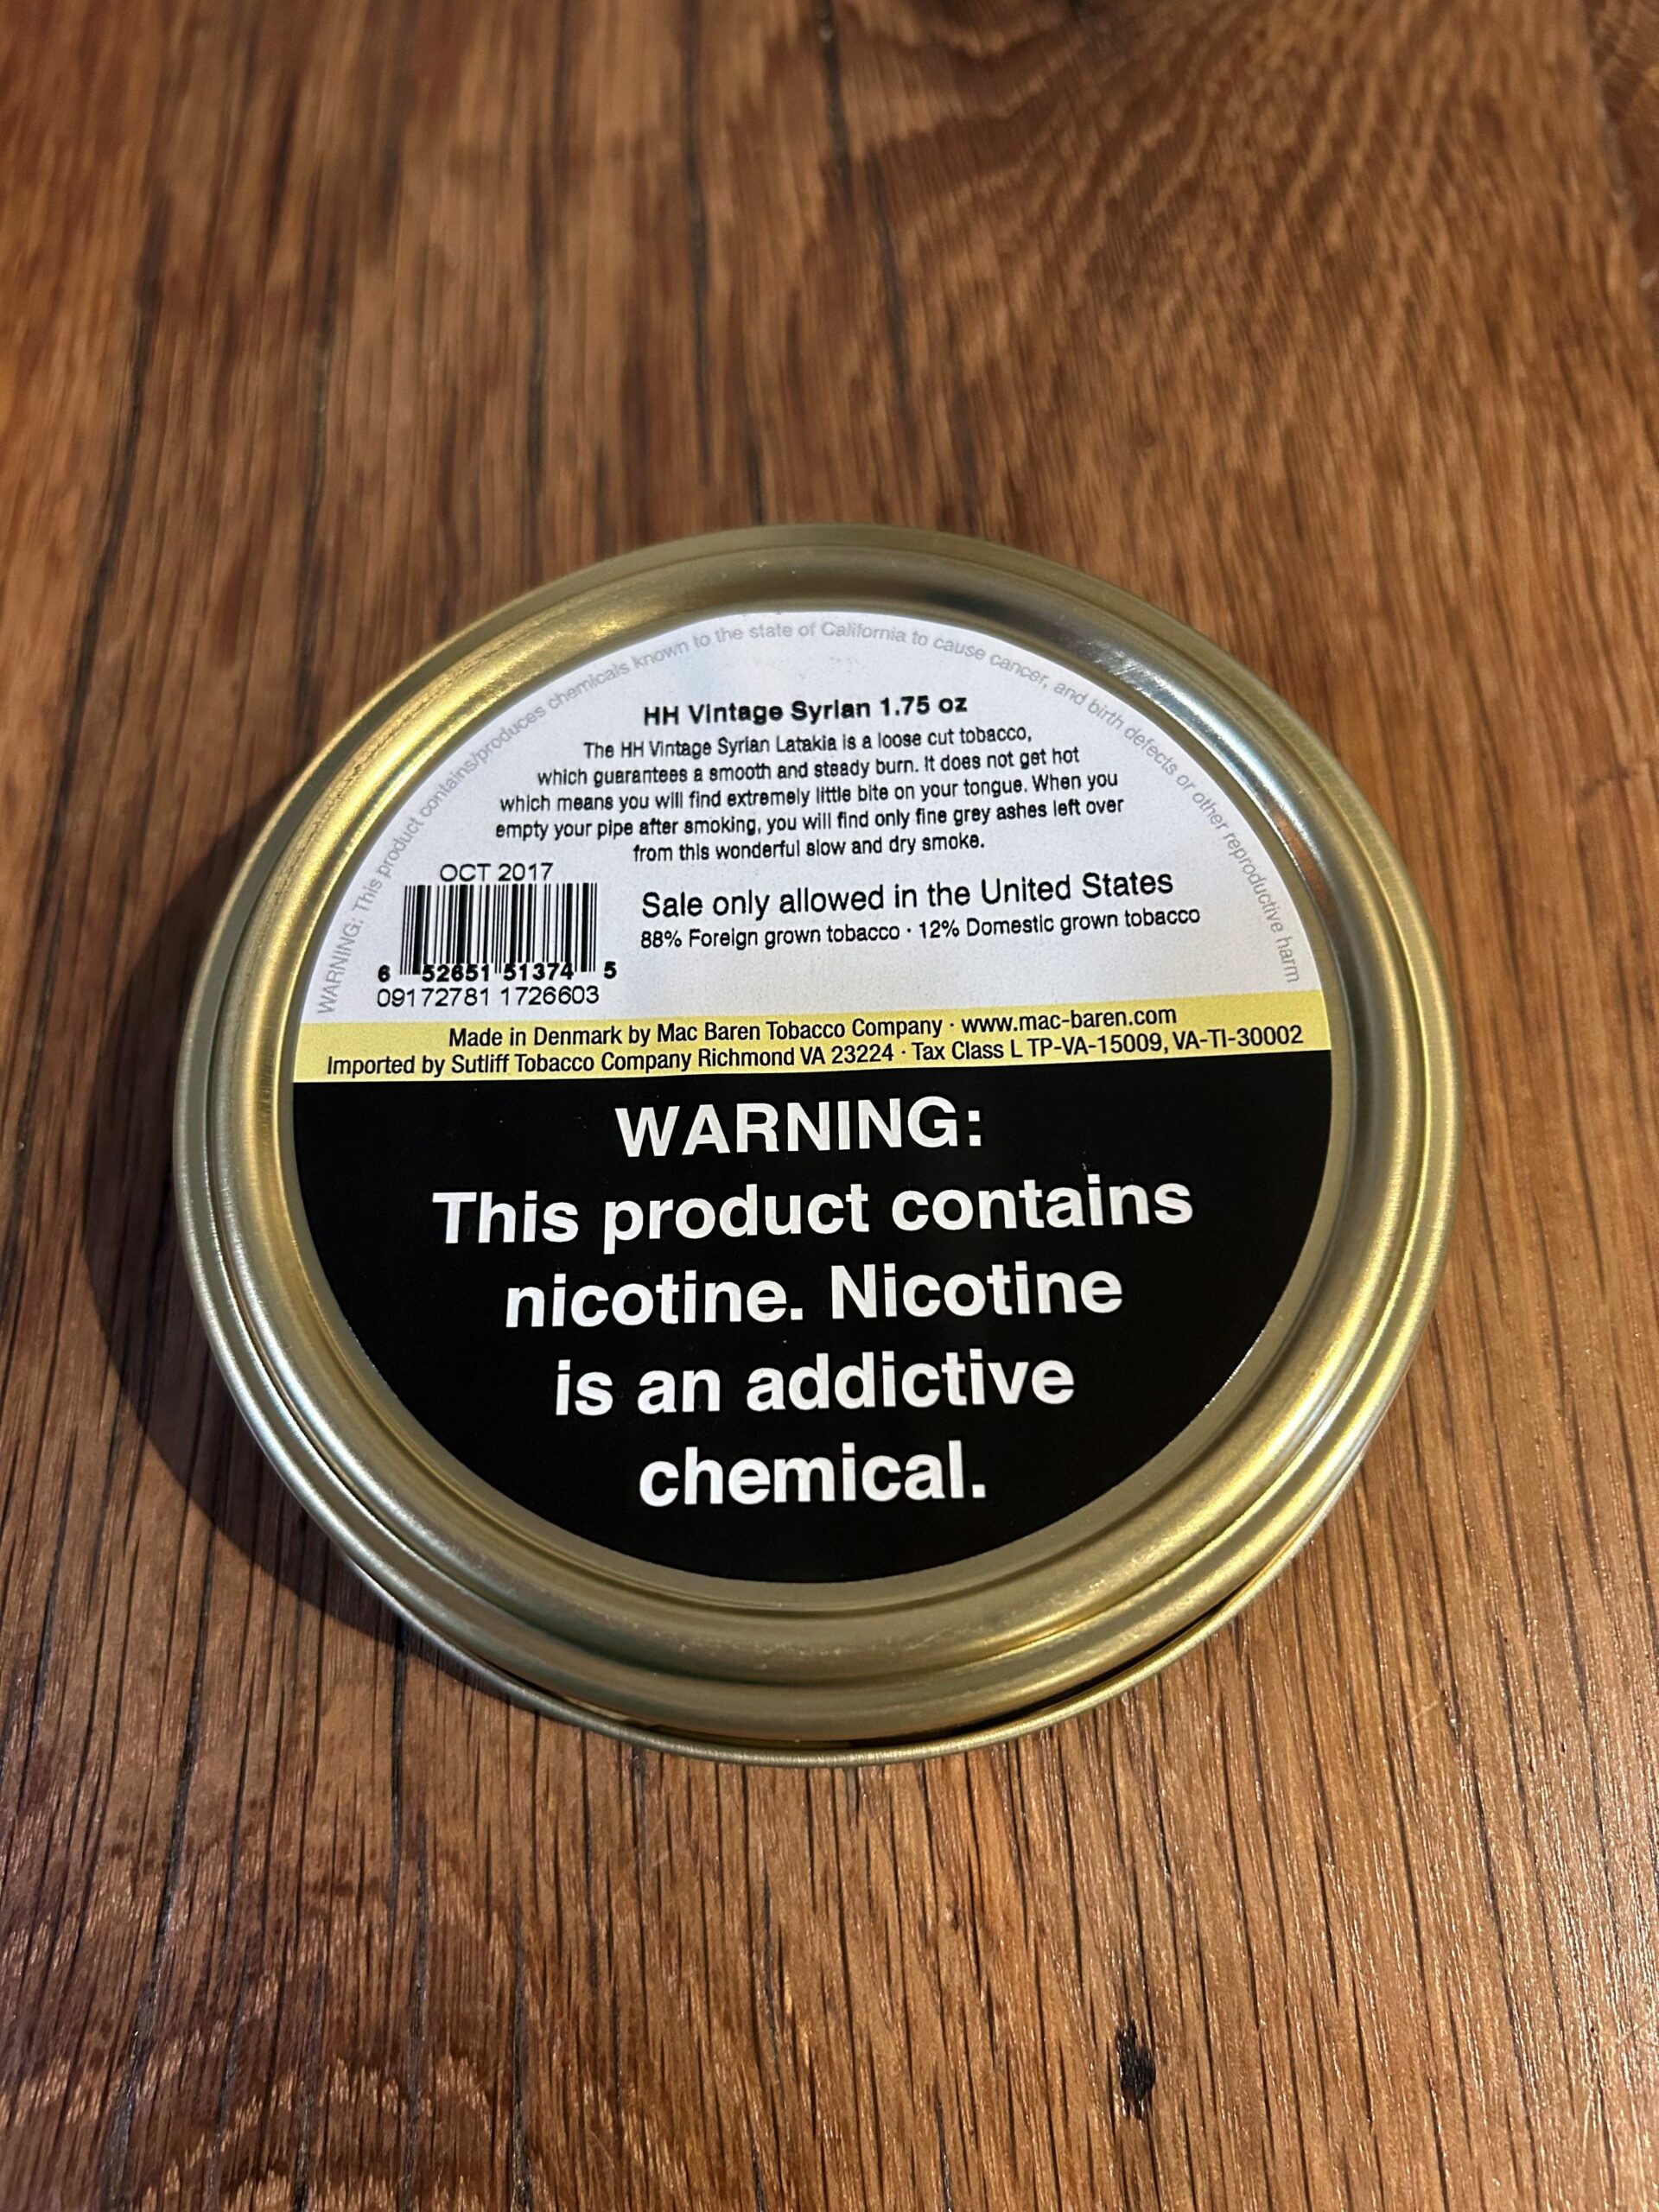 WARNING: This product contains/produces chemicals known to the state of California to cause cancer, and birth defects or other reproductive harm
HH Vintage Syrian 1.75 oz
The HH Vintage Syrian Latakia is a loose cut tobacco,
which guarantees a smooth and steady burn. It does not get hot
which means you will find extremely little bite on your tongue. When you
empty your pipe after smoking, you will find only fine grey ashes left over
from this wonderful slow and dry smoke.
OCT 2017
Sale only allowed in the United States
88% Foreign grown tobacco · 12% Domestic grown tobacco
6 52651 51374 5
09172781 1726603
Made in Denmark by Mac Baren Tobacco Company · www.mac-baren.com
Imported by Sutliff Tobacco Company Richmond VA 23224 · Tax Class L TP-VA-15009, VA-TI-30002
WARNING:
This product contains
nicotine. Nicotine
is an addictive
chemical.